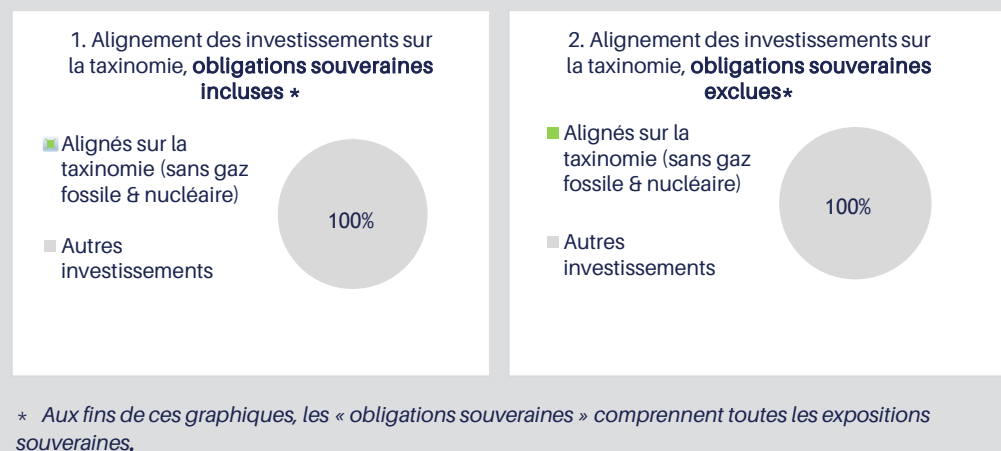 1. Alignement des investissements sur
la taxinomie, obligations souveraines
incluses *
Alignés sur la
taxinomie (sans gaz
fossile & nucléaire)
Autres
investissements
100%
2. Alignement des investissements sur
la taxinomie, obligations souveraines
exclues*
Alignés sur la
taxinomie (sans gaz
fossile & nucléaire)
Autres
investissements
100%
* Aux fins de ces graphiques, les « obligations souveraines » comprennent toutes les expositions
souveraines.